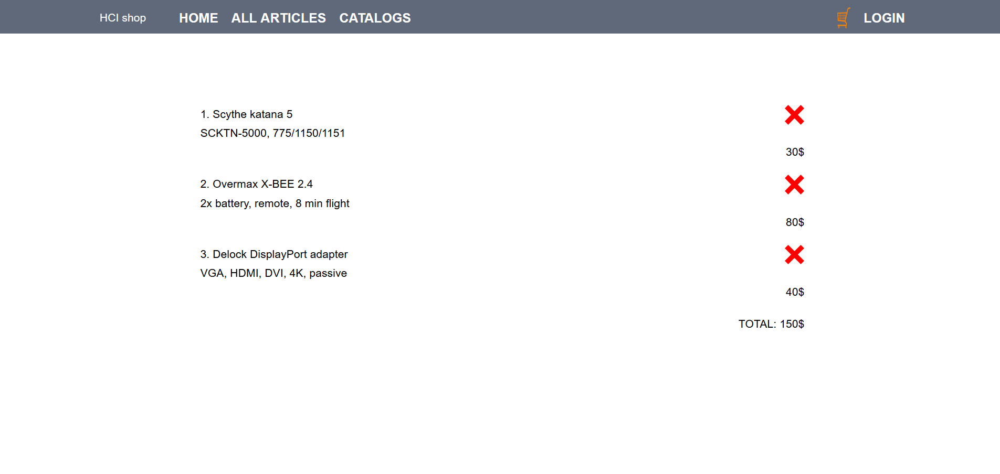 HCI shop HOME ALL ARTICLES CATALOGS LOGIN
1. Scythe katana 5
SCKTN-5000, 775/1150/1151
30$
2. Overmax X-BEE 2.4
2x battery, remote, 8 min flight
80$
3. Delock DisplayPort adapter
VGA, HDMI, DVI, 4K, passive
40$
TOTAL: 150$